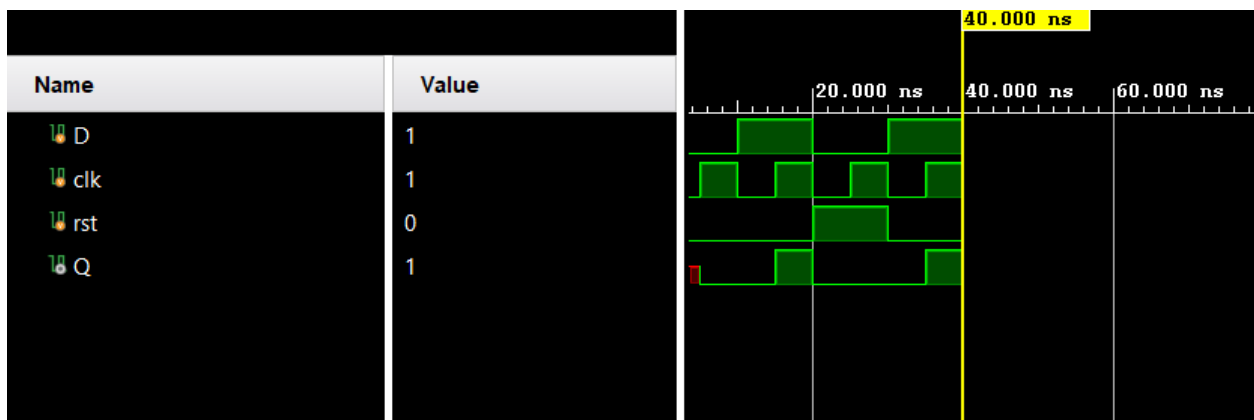 40.000 ns
Name Value
20.000 ns 40.000 ns 60.000 ns
D 1
clk 1
rst 0
Q 1